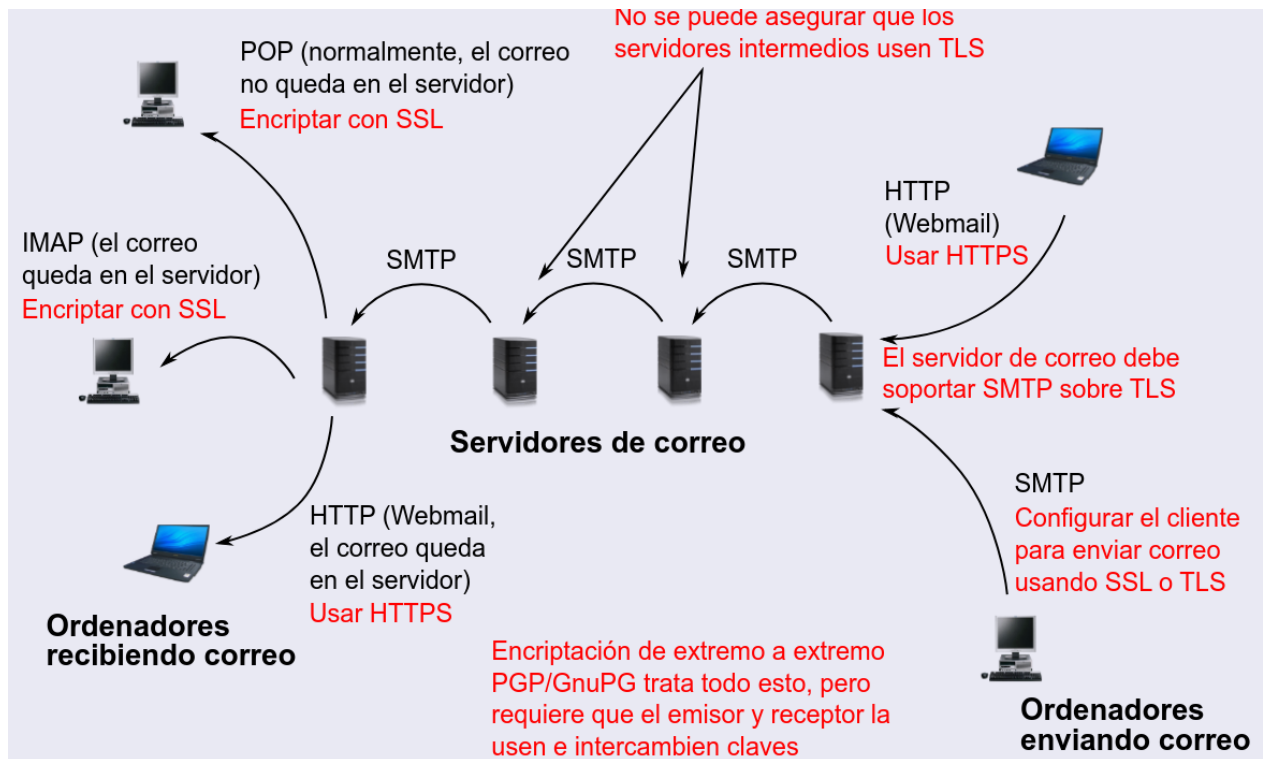 No se puede asegurar que los
servidores intermedios usen TLS
POP (normalmente, el correo
no queda en el servidor)
Encriptar con SSL
HTTP
(Webmail)
Usar HTTPS
IMAP (el correo
queda en el servidor)
Encriptar con SSL
SMTP
SMTP
SMTP
El servidor de correo debe
soportar SMTP sobre TLS
Servidores de correo
SMTP
Configurar el cliente
para enviar correo
usando SSL o TLS
HTTP (Webmail,
el correo queda
en el servidor)
Usar HTTPS
Ordenadores
recibiendo correo
Encriptación de extremo a extremo
PGP/GnuPG trata todo esto, pero
requiere que el emisor y receptor la
usen e intercambien claves
Ordenadores
enviando correo